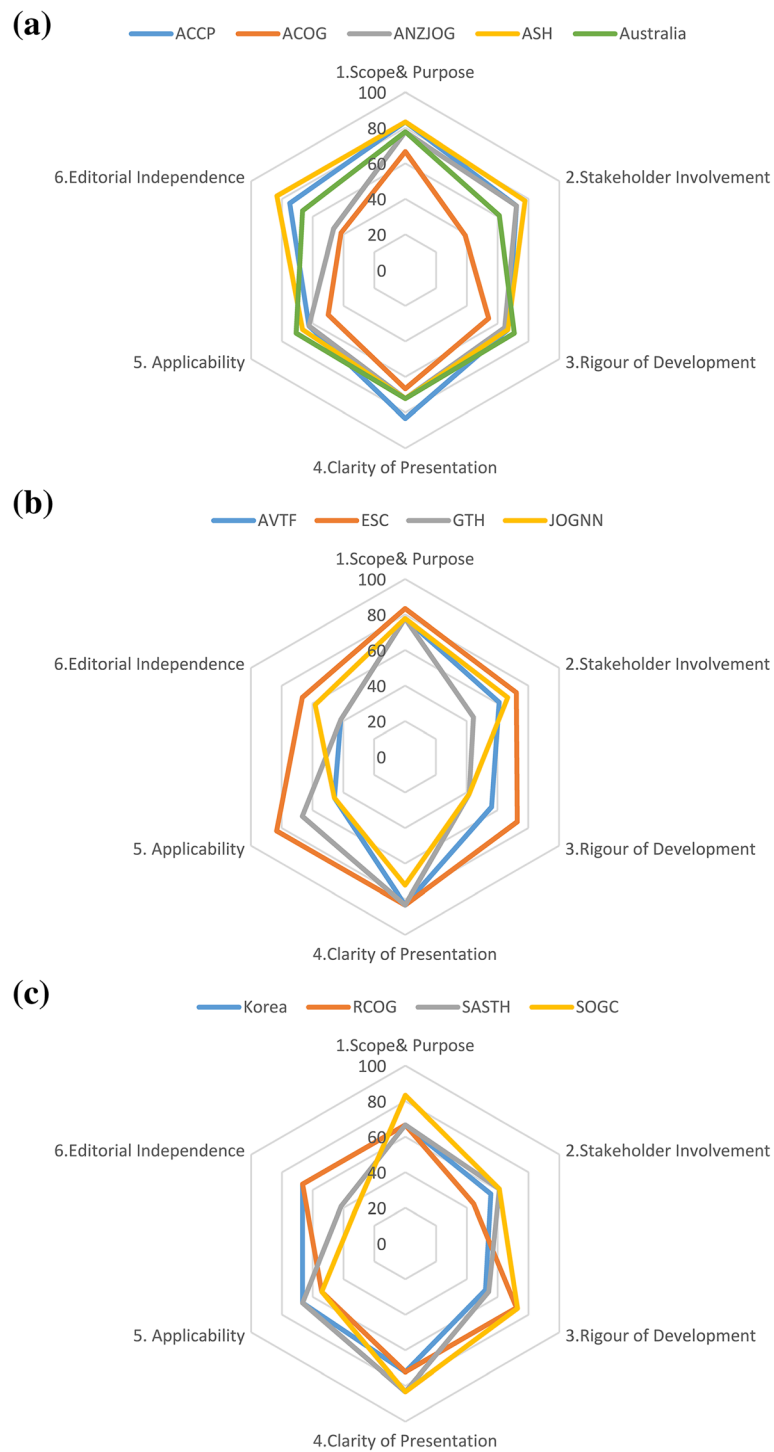 (a)
ACCP ACOG ANZJOG ASH Australia
1.Scope& Purpose
100
80
6.Editorial Independence 2.Stakeholder Involvement
60
40
20
0
5. Applicability 3.Rigour of Development
4.Clarity of Presentation
(b)
AVTF ESC GTH JOGNN
1.Scope& Purpose
100
80
6.Editorial Independence 2.Stakeholder Involvement
60
40
20
0
5. Applicability 3.Rigour of Development
4.Clarity of Presentation
(c)
Korea RCOG SASTH SOGC
1.Scope& Purpose
100
80
6.Editorial Independence 2.Stakeholder Involvement
60
40
20
0
5. Applicability 3.Rigour of Development
4.Clarity of Presentation